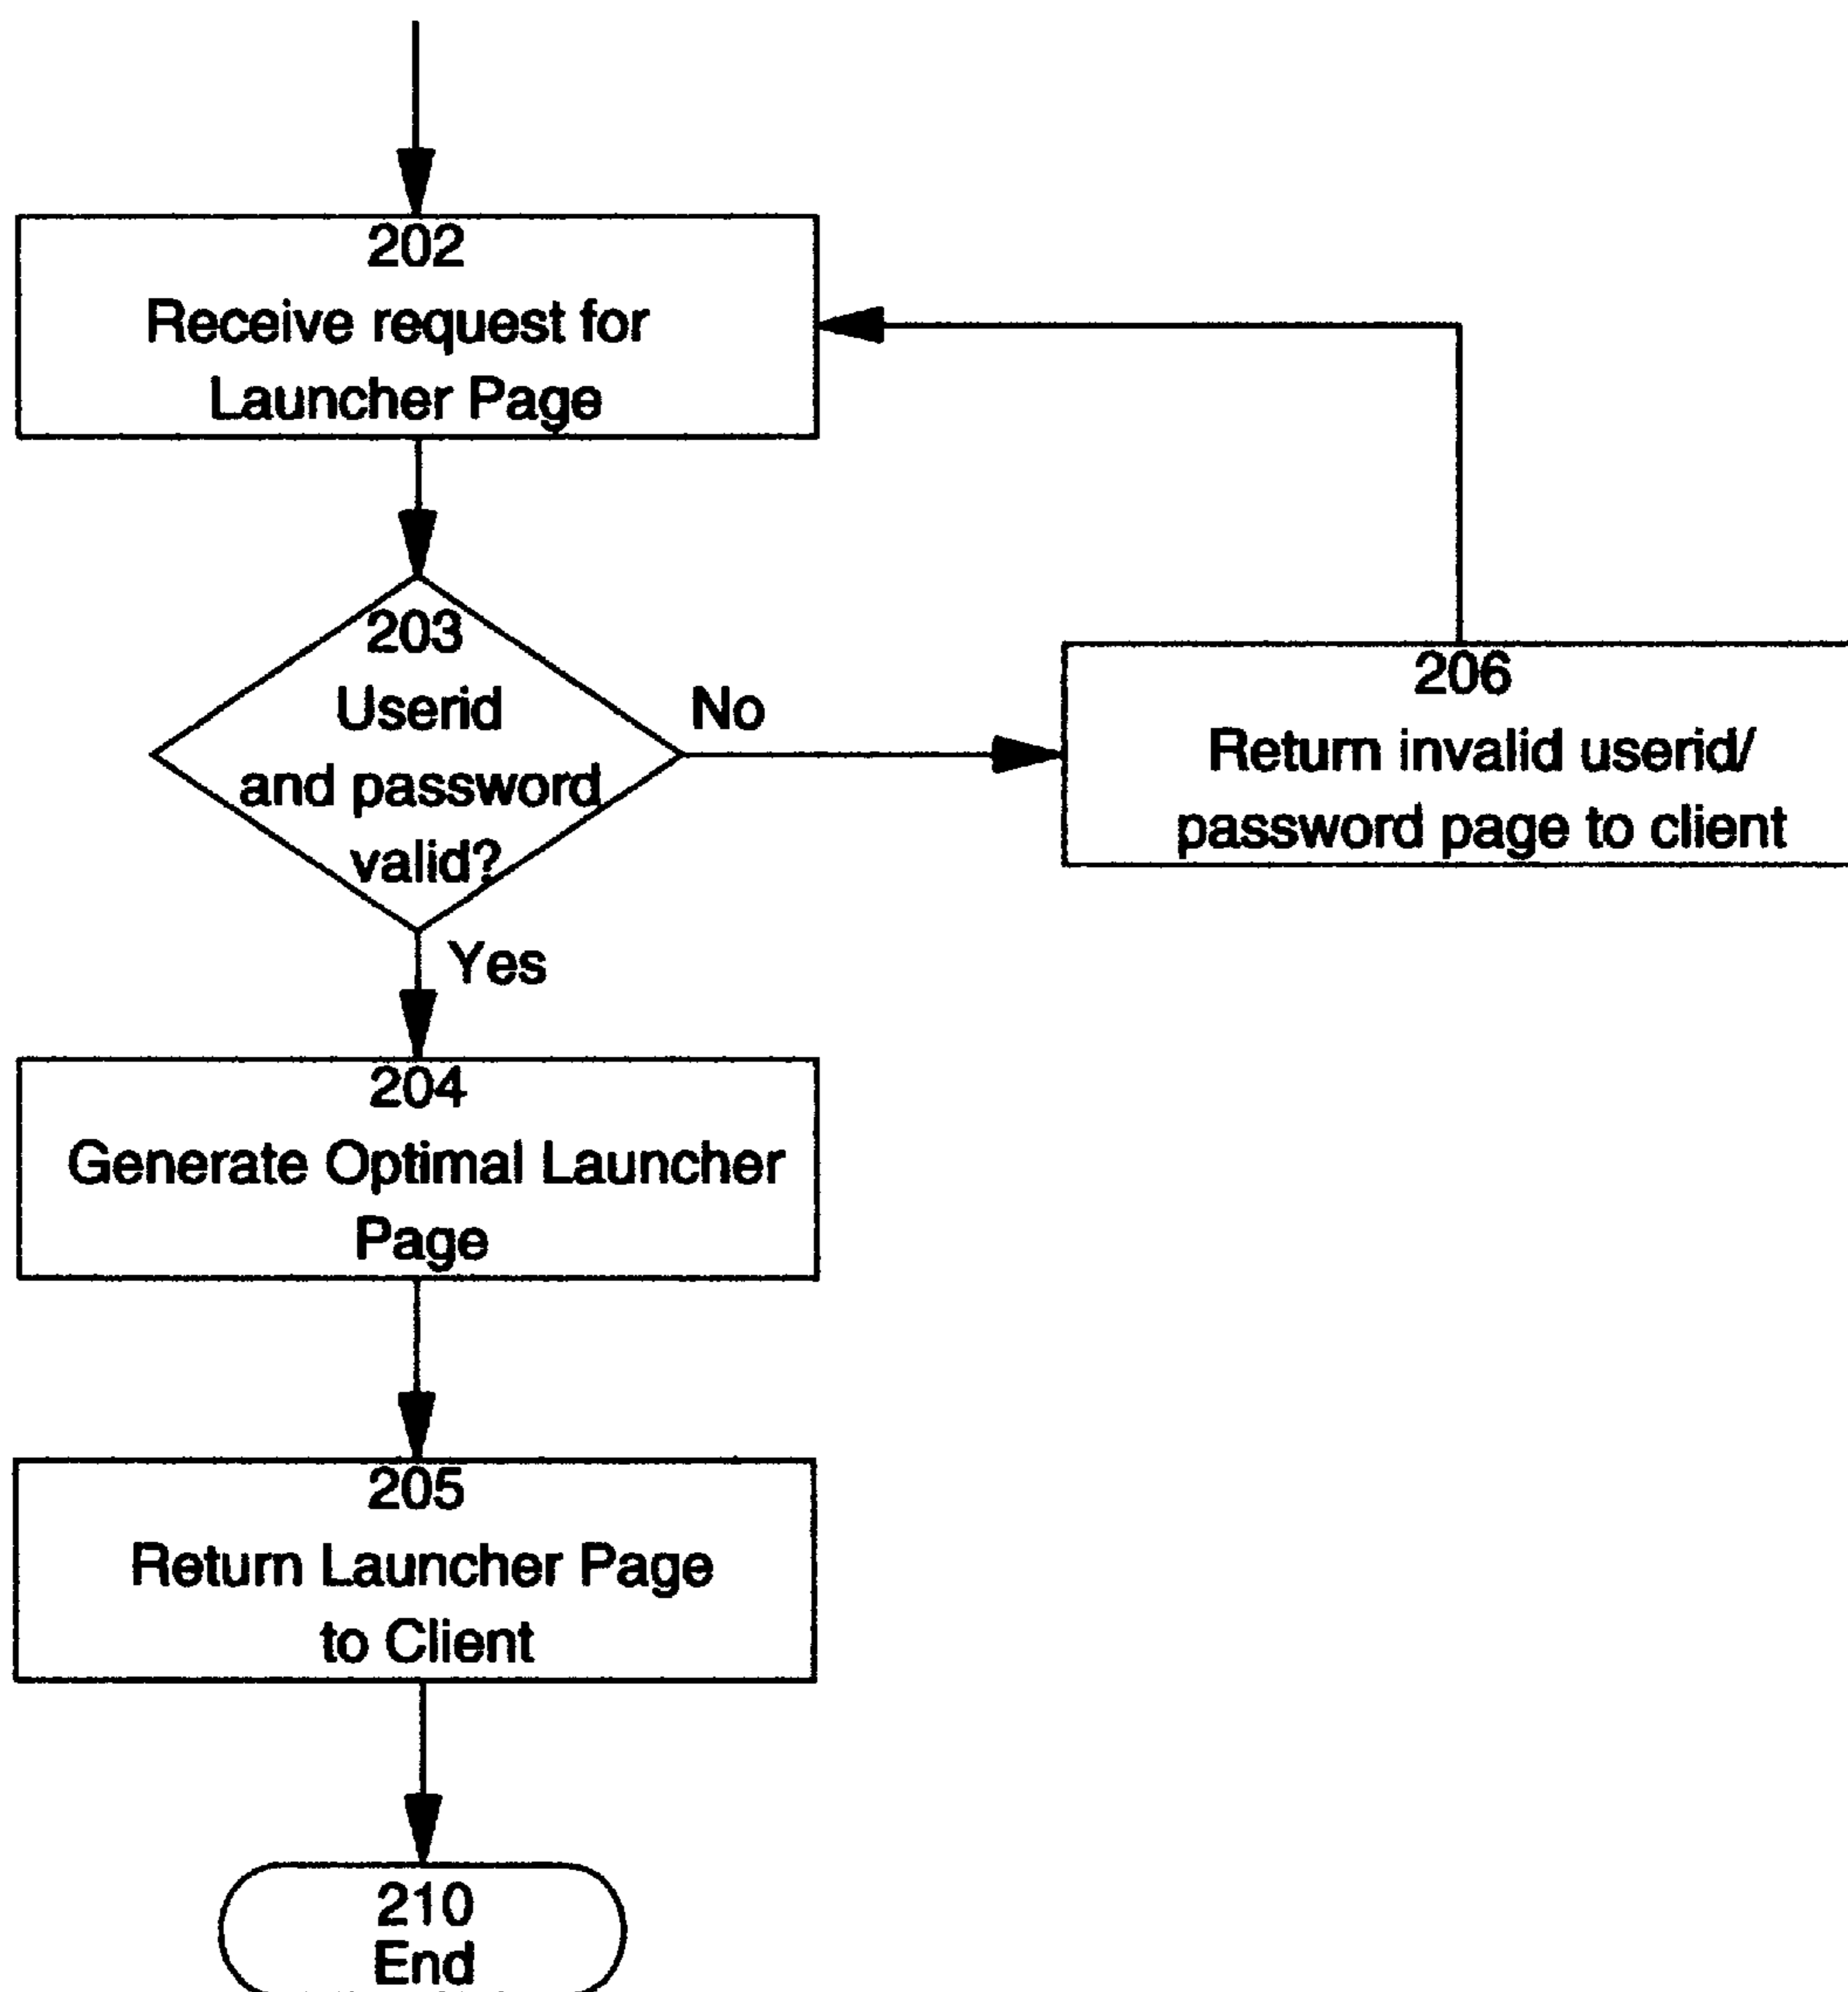 202
Receive request for
Launcher Page
203
Userid
and password
valid?
No
206
Return invalid userid/
password page to client
Yes
204
Generate Optimal Launcher
Page
205
Return Launcher Page
to Client
210
End